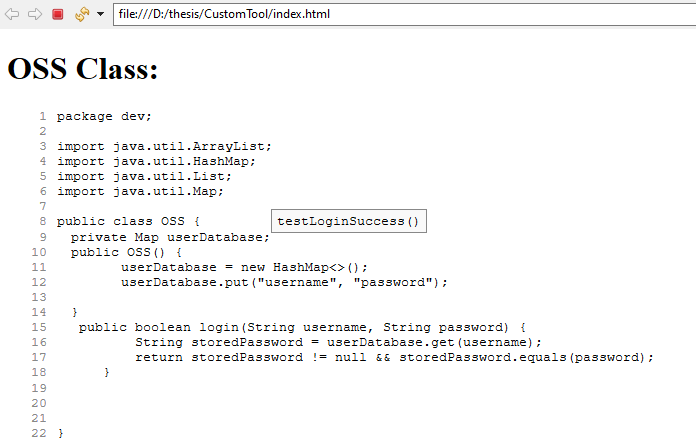 file:///D:/thesis/CustomTool/index.html
OSS Class:
1 package dev;
2
3 import java.util.ArrayList;
4 import java.util.HashMap;
5 import java.util.List;
6 import java.util.Map;
7
8 public class OSS {
testLoginSuccess()
9 private Map userDatabase;
10 public OSS() {
11 userDatabase = new HashMap<>();
12 userDatabase.put("username", "password");
13
14 }
15 public boolean login(String username, String password) {
16 String storedPassword = userDatabase.get(username);
17 return storedPassword != null && storedPassword.equals(password);
18 }
19
20
21
22 }